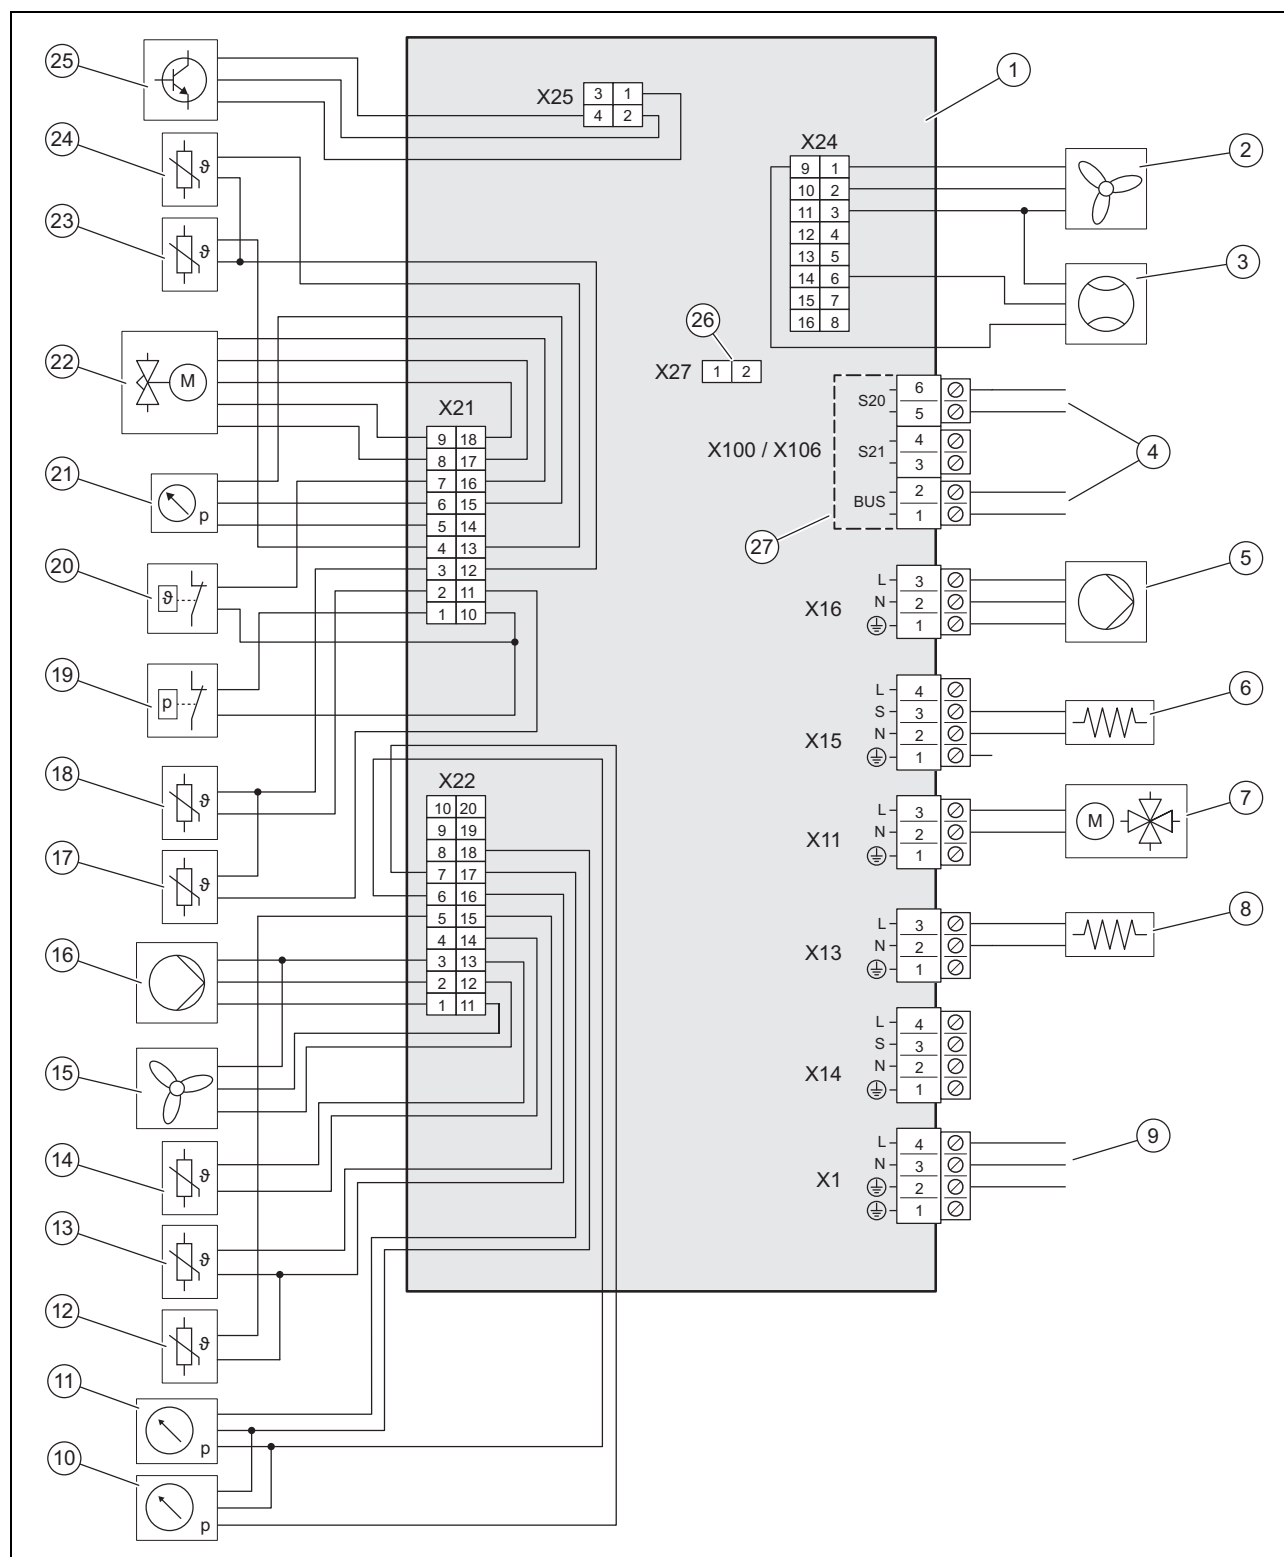 25
24
23
22
21
20
19
18
17
16
15
14
13
12
11
10
ϑ
ϑ
M
p
ϑ
p
ϑ
ϑ
ϑ
ϑ
ϑ
p
p
X25
3 1
4 2
X24
9 1
10 2
11 3
12 4
13 5
14 6
15 7
16 8
26
X27 1 2
X21
9 18
8 17
7 16
6 15
5 14
4 13
3 12
2 11
1 10
X22
10 20
9 19
8 18
7 17
6 16
5 15
4 14
3 13
2 12
1 11
X100 / X106
S20 6
5
S21 4
3
BUS 2
1
27
X16
L 3
N 2
1
X15
L 4
S 3
N 2
1
X11
L 3
N 2
1
M
X13
L 3
N 2
1
X14
L 4
S 3
N 2
1
X1
L 4
N 3
2
1
1
2
3
4
5
6
7
8
9